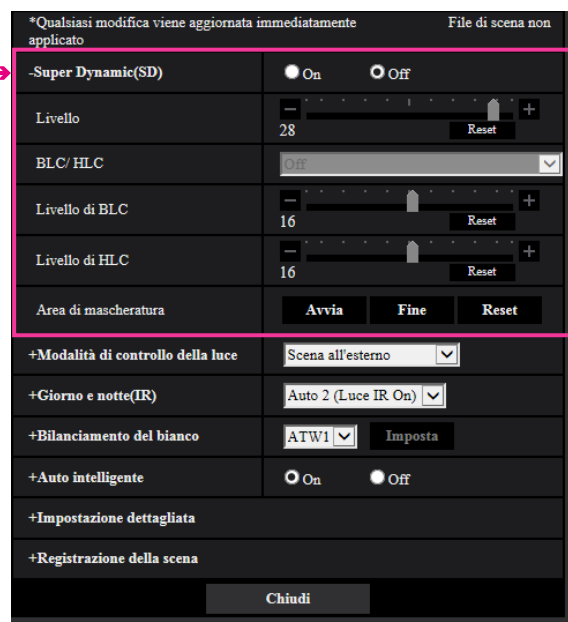 *Qualsiasi modifica viene aggiornata immediatamente File di scena non
applicato
-Super Dynamic(SD) On Off
Livello
28 Reset
BLC/ HLC Off
Livello di BLC
16 Reset
Livello di HLC
16 Reset
Area di mascheratura Avvia Fine Reset
+Modalità di controllo della luce Scena all'esterno
+Giorno e notte(IR) Auto 2 (Luce IR On)
+Bilanciamento del bianco ATW1 Imposta
+Auto intelligente On Off
+Impostazione dettagliata
+Registrazione della scena
Chiudi